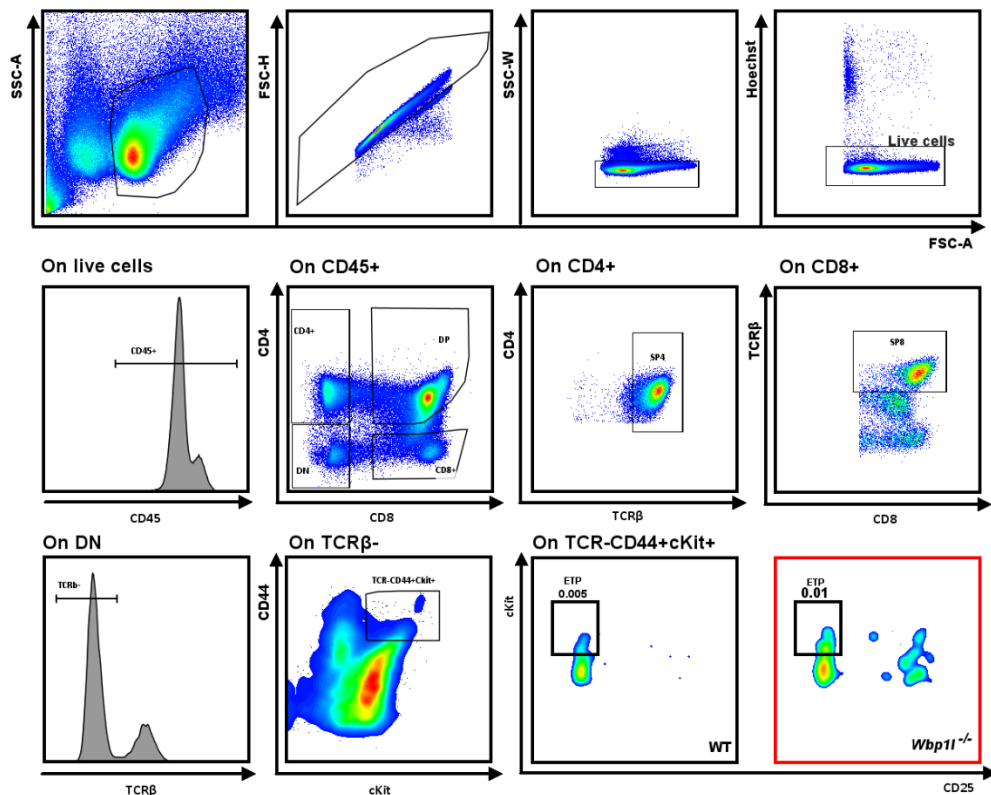 SSC-A
FSC-H
SSC-W
Hoechst
Live cells
FSC-A
On live cells
On CD45+
On CD4+
On CD8+
CD45+
CD45
CD4
CD4+
DP
DN
CD8+
CD8
CD4
SP4
TCRβ
TCRβ
SP8
CD8
On DN
On TCRβ-
On TCR-CD44+cKit+
TCRb-
TCRβ
CD44
TCR-CD44+Ckit+
cKit
cKit
ETP
0.005
WT
ETP
0.01
Wbp1l -/-
CD25